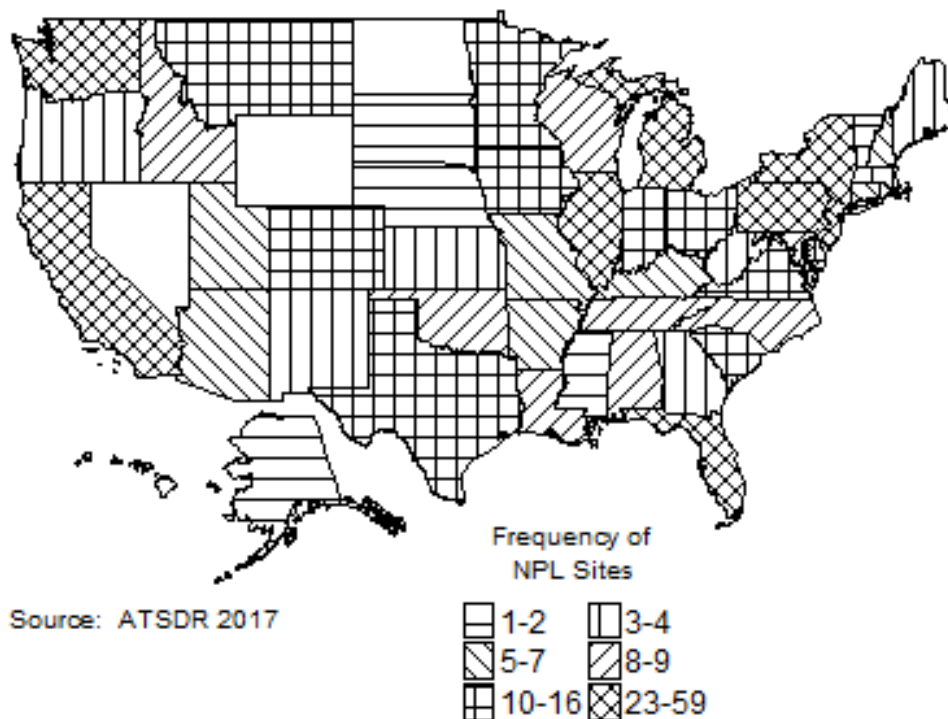 Frequency of
NPL Sites
Source: ATSDR 2017
1-2 3-4
5-7 8-9
10-16 23-59